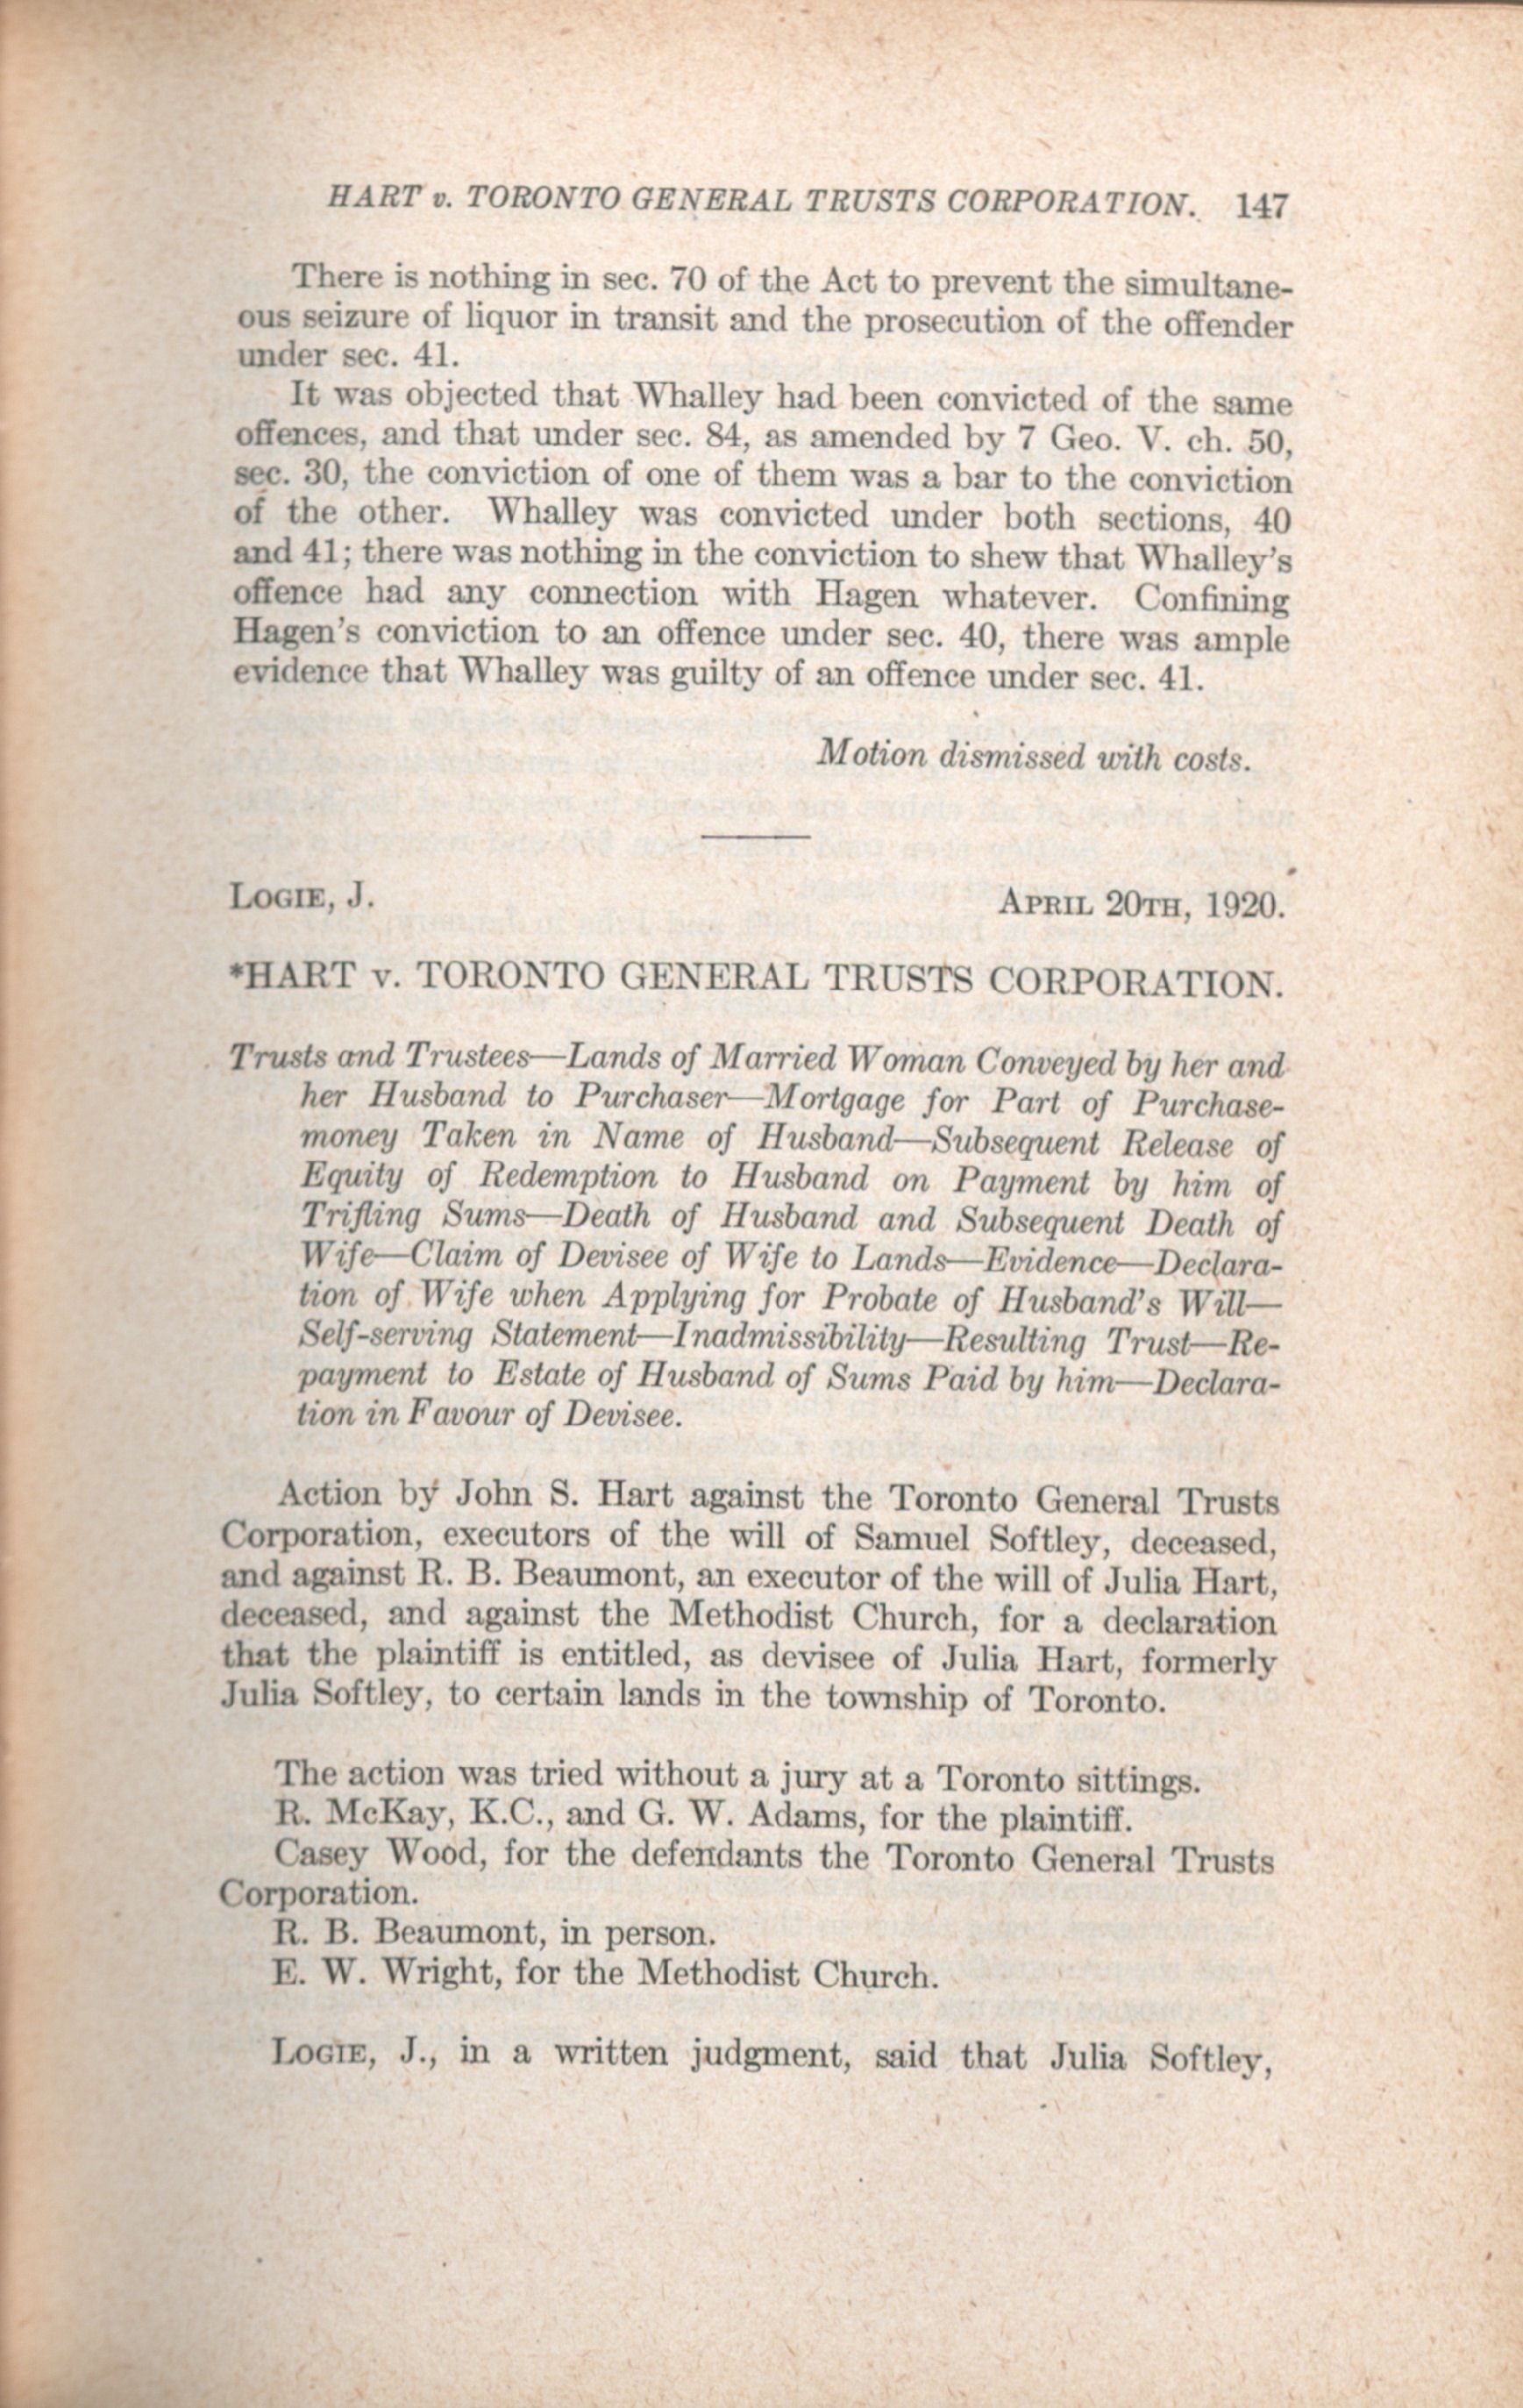 HART v. TORONTO GENERAL TRUSTS CORPORATION. 147
There is nothing in sec. 70 of the Act to prevent the simultane-
ous seizure of liquor in transit and the prosecution of the offender
under sec. 41.
It was objected that Whalley had been convicted of the same
offences, and that under sec. 84, as amended by 7 Geo. V. ch. 50,
sec. 30, the conviction of one of them was a bar to the conviction
of the other. Whalley was convicted under both sections, 40
and 41; there was nothing in the conviction to shew that Whalley's
offence had any connection with Hagen whatever. Confining
Hagen's conviction to an offence under sec. 40, there was ample
evidence that Whalley was guilty of an offence under sec. 41.
Motion dismissed with costs.
LOGIE, J. APRIL 20TH, 1920.
*HART v. TORONTO GENERAL TRUSTS CORPORATION.
Trusts and Trustees—Lands of Married Woman Conveyed by her and
her Husband to Purchaser—Mortgage for Part of Purchase-
money Taken in Name of Husband—Subsequent Release of
Equity of Redemption to Husband on Payment by him of
Trifling Sums—Death of Husband and Subsequent Death of
Wife—Claim of Devisee of Wife to Lands—Evidence—Declara-
tion of Wife when Applying for Probate of Husband's Will—
Self-serving Statement—Inadmissibility—Resulting Trust—Re-
payment to Estate of Husband of Sums Paid by him—Declara-
tion in Favour of Devisee.
Action by John S. Hart against the Toronto General Trusts
Corporation, executors of the will of Samuel Softley, deceased,
and against R. B. Beaumont, an executor of the will of Julia Hart,
deceased, and against the Methodist Church, for a declaration
that the plaintiff is entitled, as devisee of Julia Hart, formerly
Julia Softley, to certain lands in the township of Toronto.
The action was tried without a jury at a Toronto sittings.
R. McKay, K.C., and G. W. Adams, for the plaintiff.
Casey Wood, for the defendants the Toronto General Trusts
Corporation.
R. B. Beaumont, in person.
E. W. Wright, for the Methodist Church.
LOGIE, J., in a written judgment, said that Julia Softley,